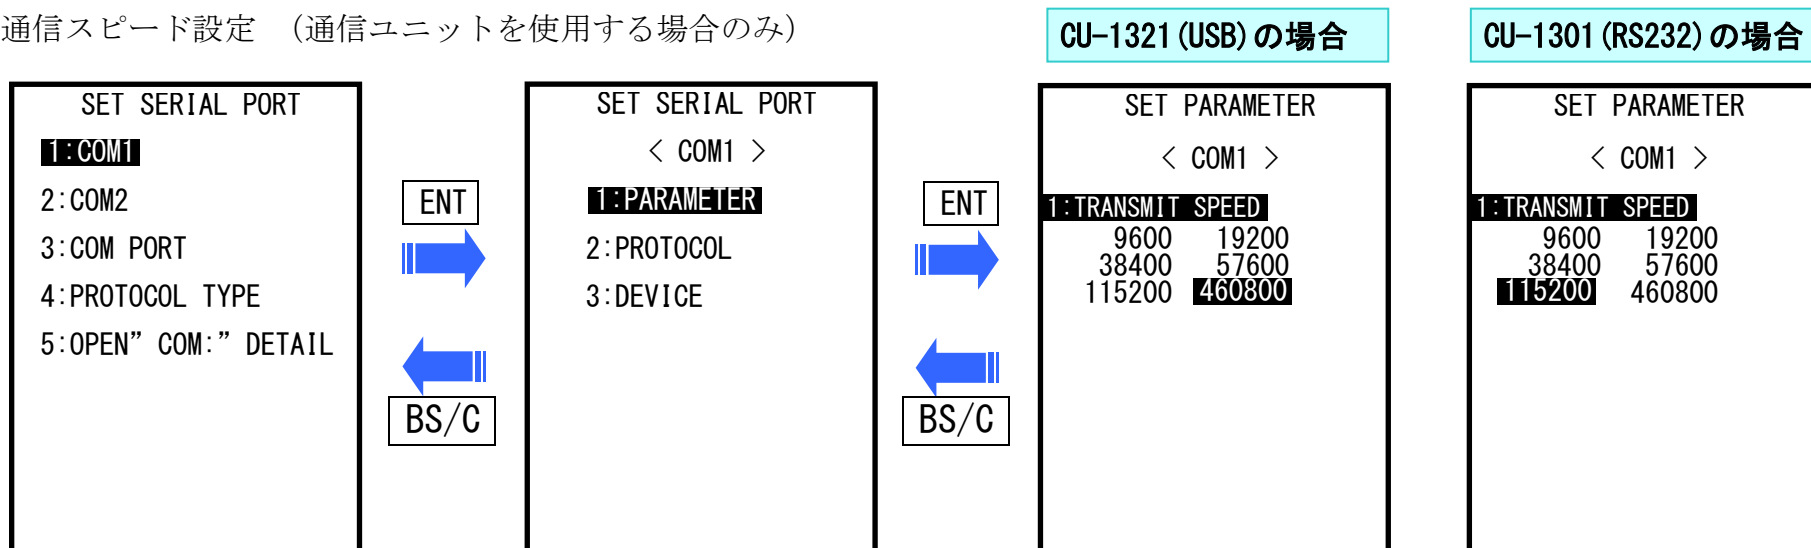 通信スピード設定 （通信ユニットを使用する場合のみ）
CU-1321(USB)の場合
CU-1301(RS232)の場合
SET SERIAL PORT
1:COM1
2:COM2
3:COM PORT
4:PROTOCOL TYPE
5:OPEN” COM:” DETAIL
ENT
BS/C
SET SERIAL PORT
< COM1 >
1:PARAMETER
2:PROTOCOL
3:DEVICE
ENT
BS/C
SET PARAMETER
< COM1 >
1:TRANSMIT SPEED
9600 19200
38400 57600
115200 460800
SET PARAMETER
< COM1 >
1:TRANSMIT SPEED
9600 19200
38400 57600
115200 460800